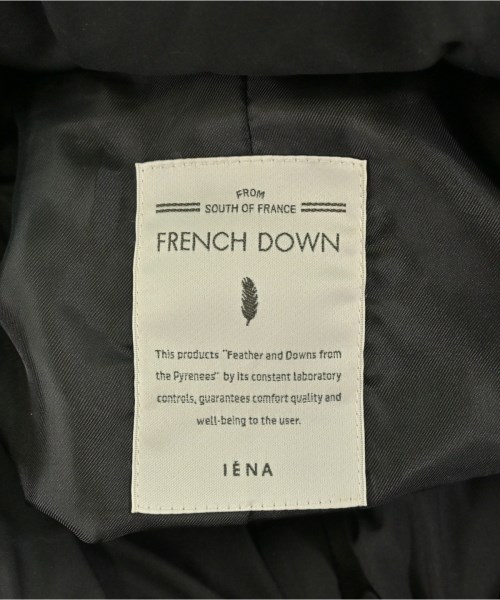 FROM
SOUTH OF FRANCE
FRENCH DOWN
This products "Feather and Downs from
the Pyrenees" by its constant laboratory
controls, guarantees comfort quality and
well-being to the user.
IÉNA